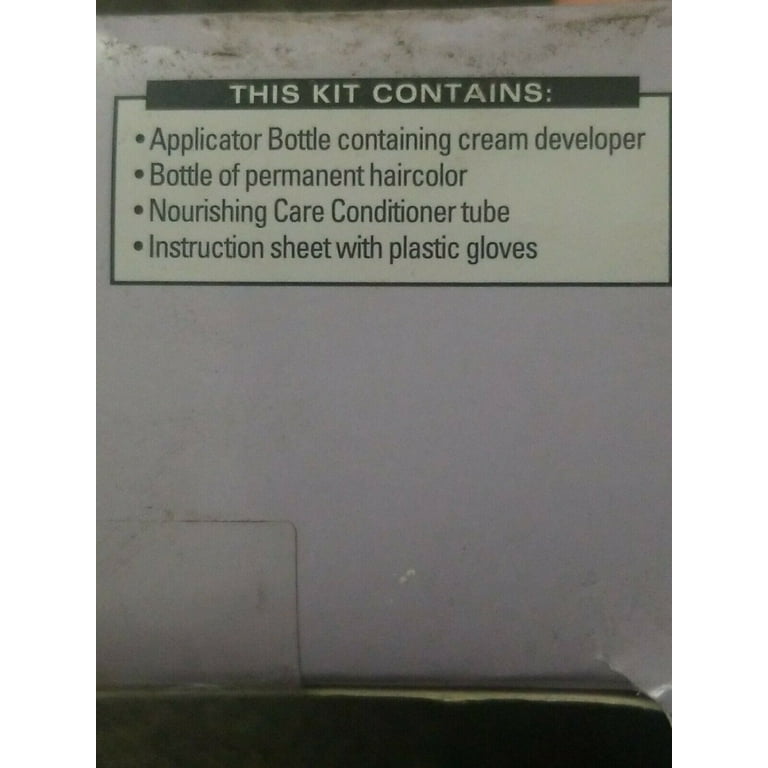 THIS KIT CONTAINS:
• Applicator Bottle containing cream developer
• Bottle of permanent haircolor
• Nourishing Care Conditioner tube
• Instruction sheet with plastic gloves